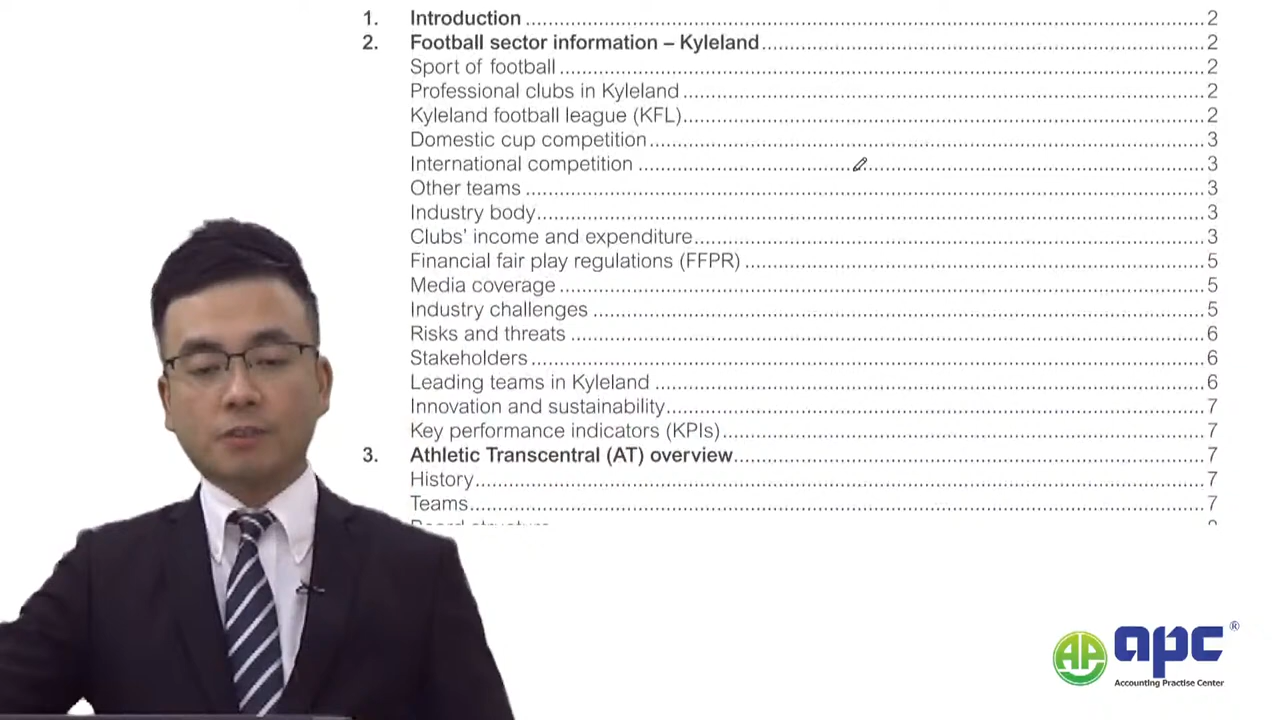 1. Introduction ........ 2
2. Football sector information – Kyleland ........ 2
Sport of football ........ 2
Professional clubs in Kyleland ........ 2
Kyleland football league (KFL) ........ 2
Domestic cup competition ........ 3
International competition ........ 3
Other teams ........ 3
Industry body ........ 3
Clubs' income and expenditure ........ 3
Financial fair play regulations (FFPR) ........ 5
Media coverage ........ 5
Industry challenges ........ 5
Risks and threats ........ 6
Stakeholders ........ 6
Leading teams in Kyleland ........ 6
Innovation and sustainability ........ 7
Key performance indicators (KPIs) ........ 7
3. Athletic Transcentral (AT) overview ........ 7
History ........ 7
Teams ........ 7
AP apc ®
Accounting Practise Center